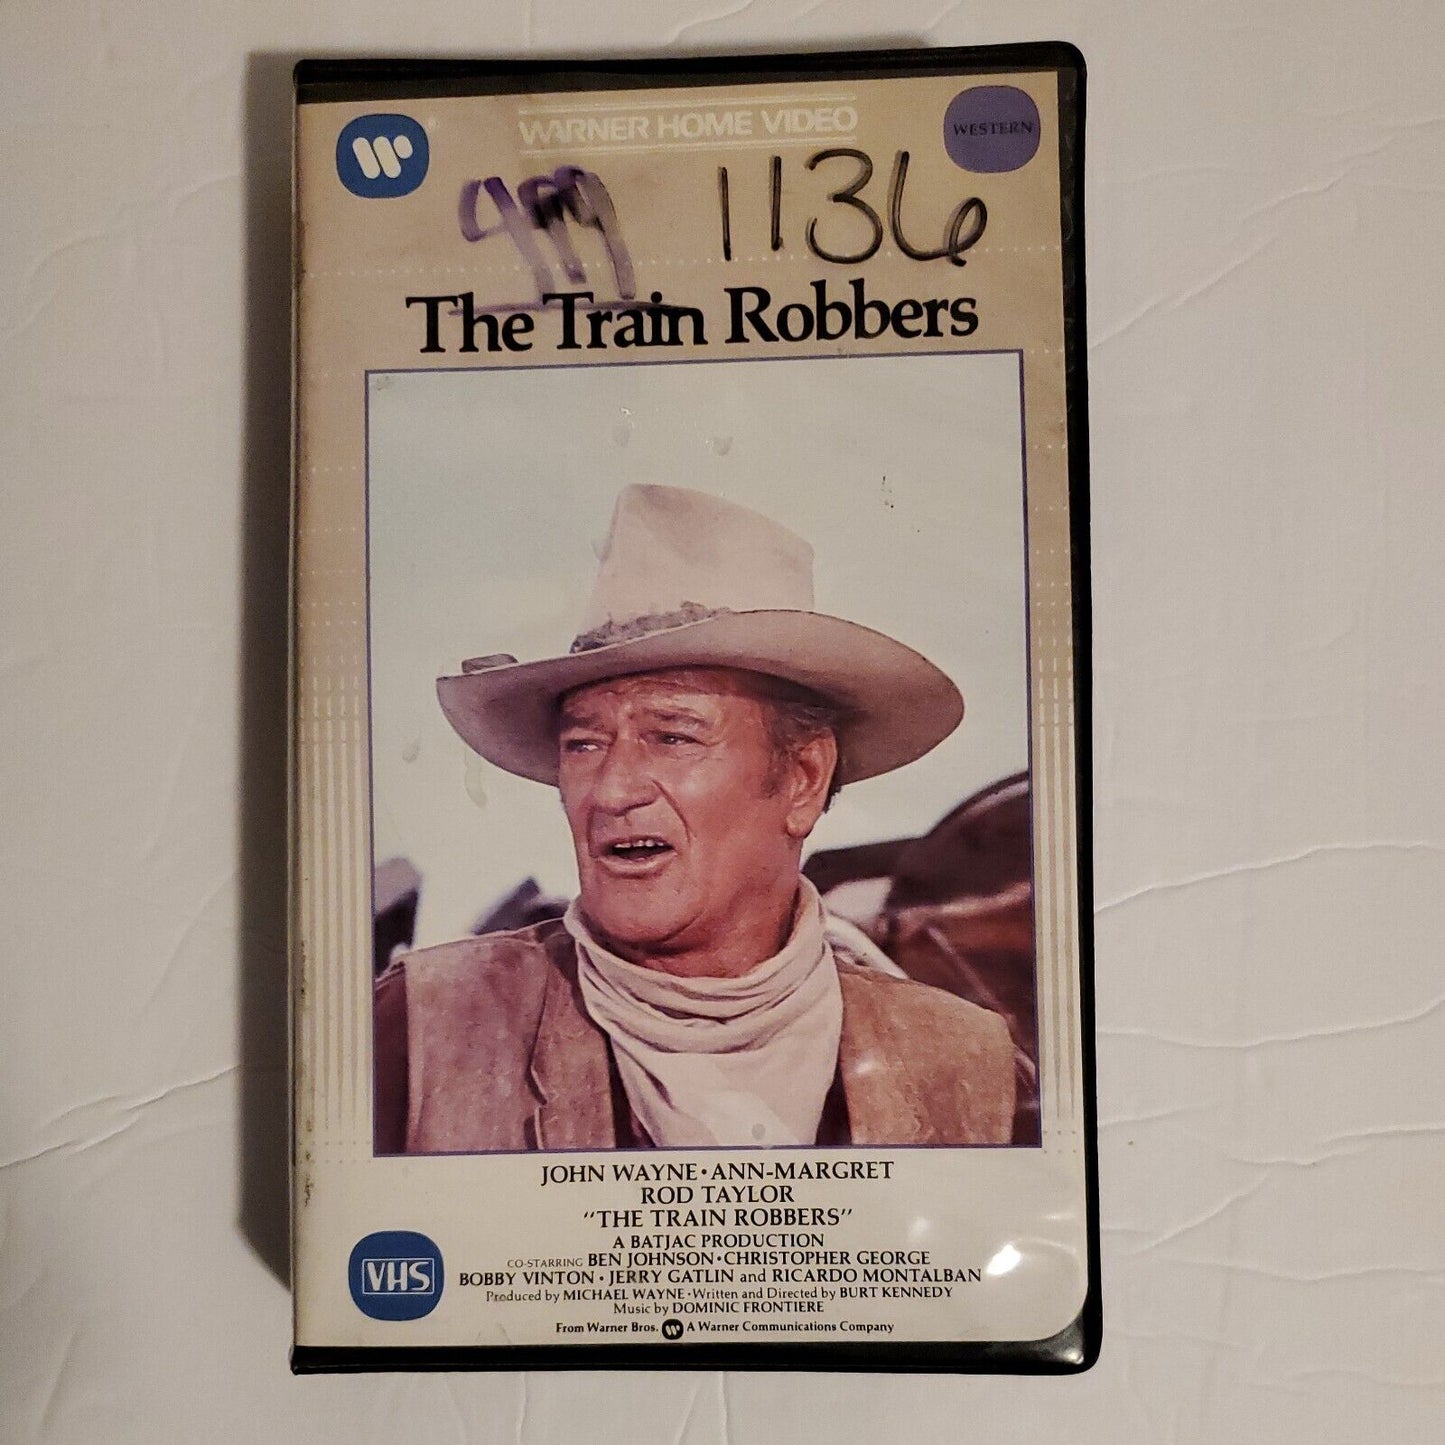 WARNER HOME VIDEO
WESTERN
1136
The Train Robbers
JOHN WAYNE • ANN-MARGRET
ROD TAYLOR
"THE TRAIN ROBBERS"
A BATJAC PRODUCTION
CO-STARRING BEN JOHNSON • CHRISTOPHER GEORGE
BOBBY VINTON • JERRY GATLIN and RICARDO MONTALBAN
Produced by MICHAEL WAYNE • Written and Directed by BURT KENNEDY
Music by DOMINIC FRONTIERE
From Warner Bros. A Warner Communications Company
VHS